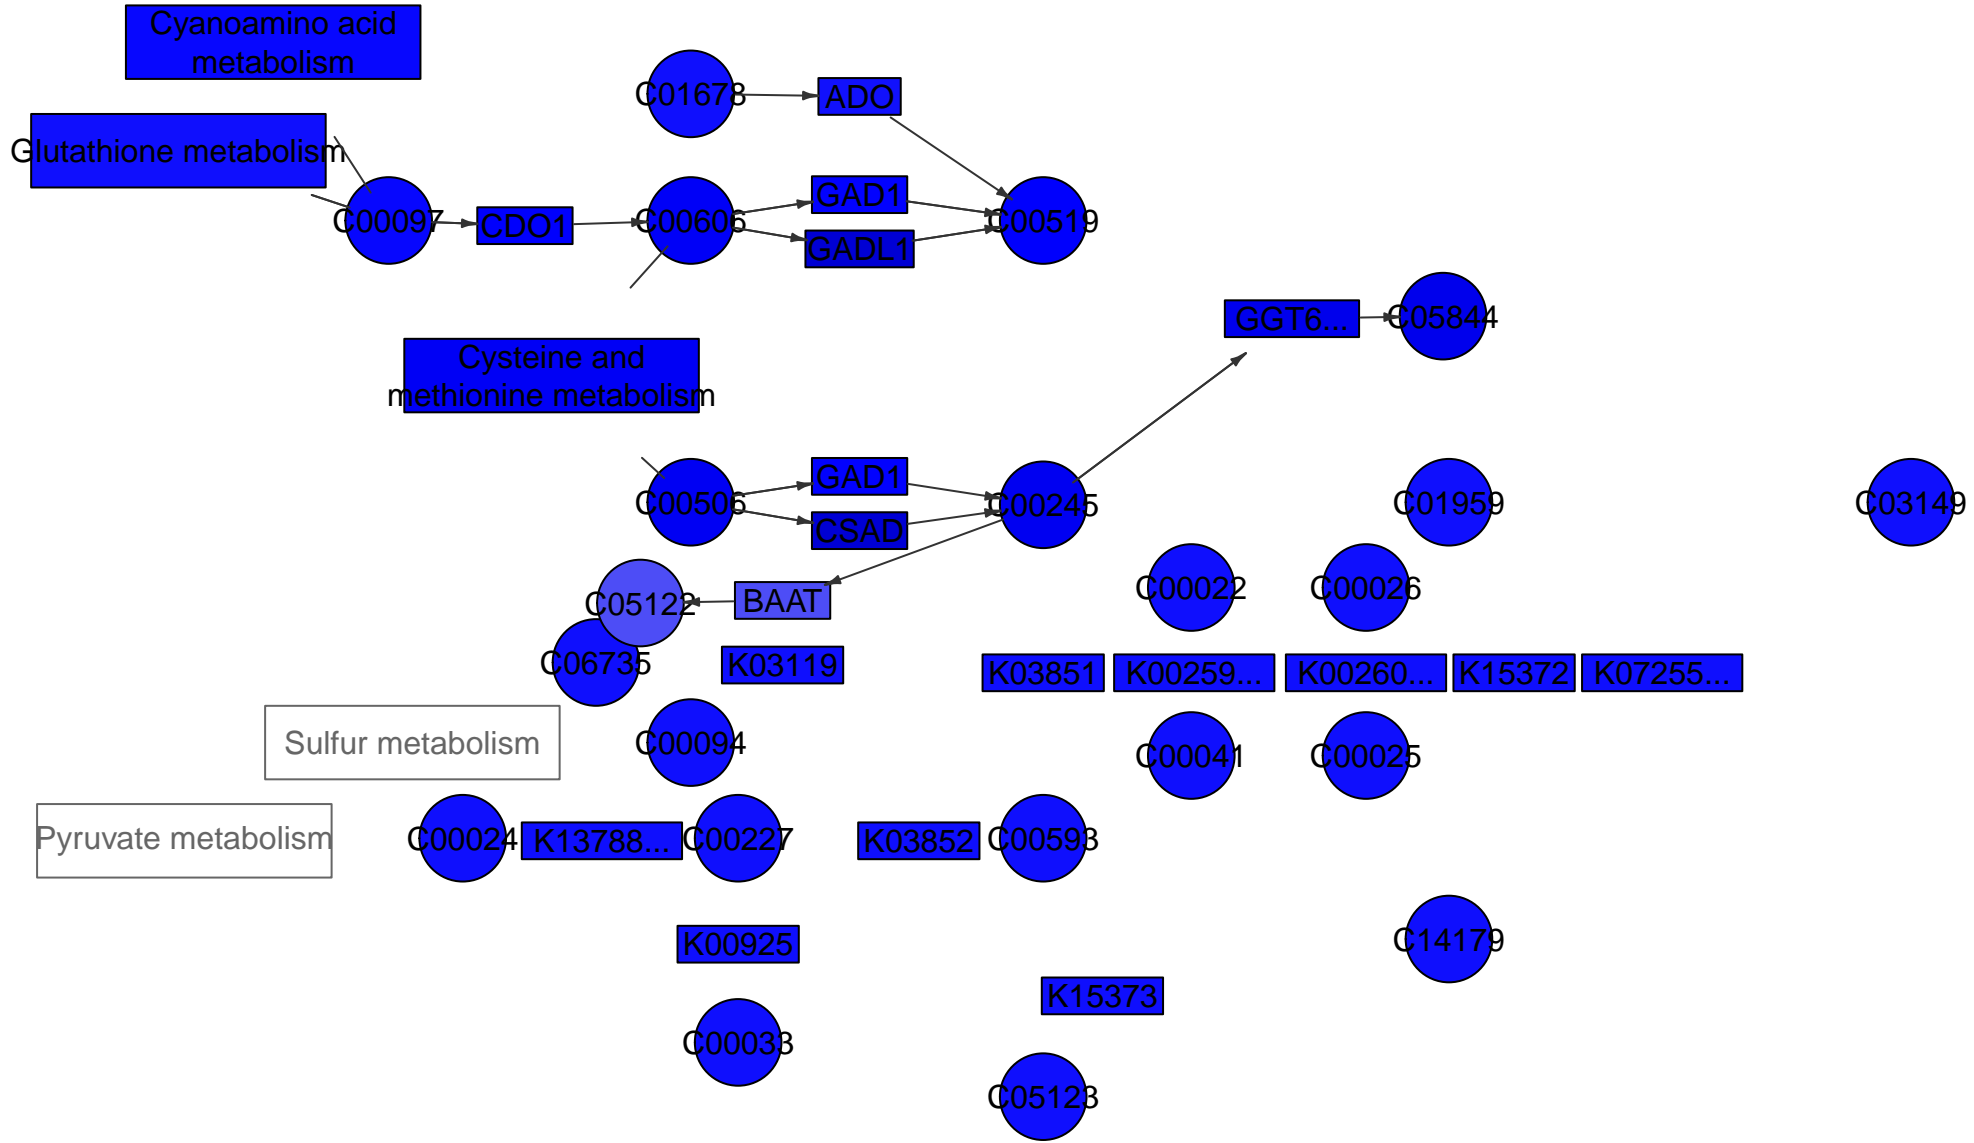 Cyanoamino acid
metabolism
C01678
ADO
Glutathione metabolism
C00097
CDO1
C00606
GAD1
GADL1
C00519
GGT6...
C05844
Cysteine and
methionine metabolism
C00506
GAD1
CSAD
C00245
C01959
C03149
C05122
BAAT
C00022
C00026
C06735
K03119
K03851
K00259...
K00260...
K15372
K07255...
Sulfur metabolism
C00094
C00041
C00025
Pyruvate metabolism
C00024
K13788...
C00227
K03852
C00593
K00925
C14179
K15373
C00033
C05123